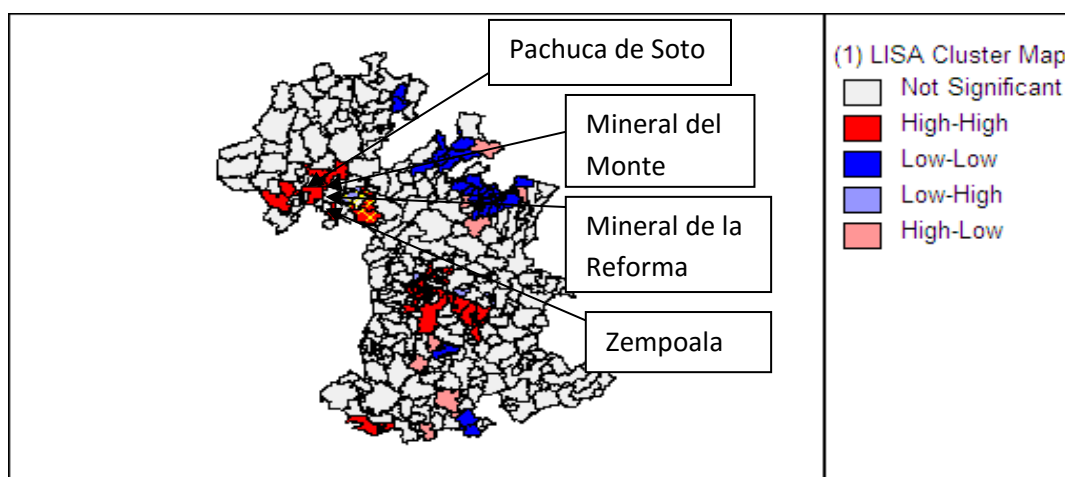 Pachuca de Soto
Mineral del
Monte
Mineral de la
Reforma
Zempoala
(1) LISA Cluster Map
Not Significant
High-High
Low-Low
Low-High
High-Low